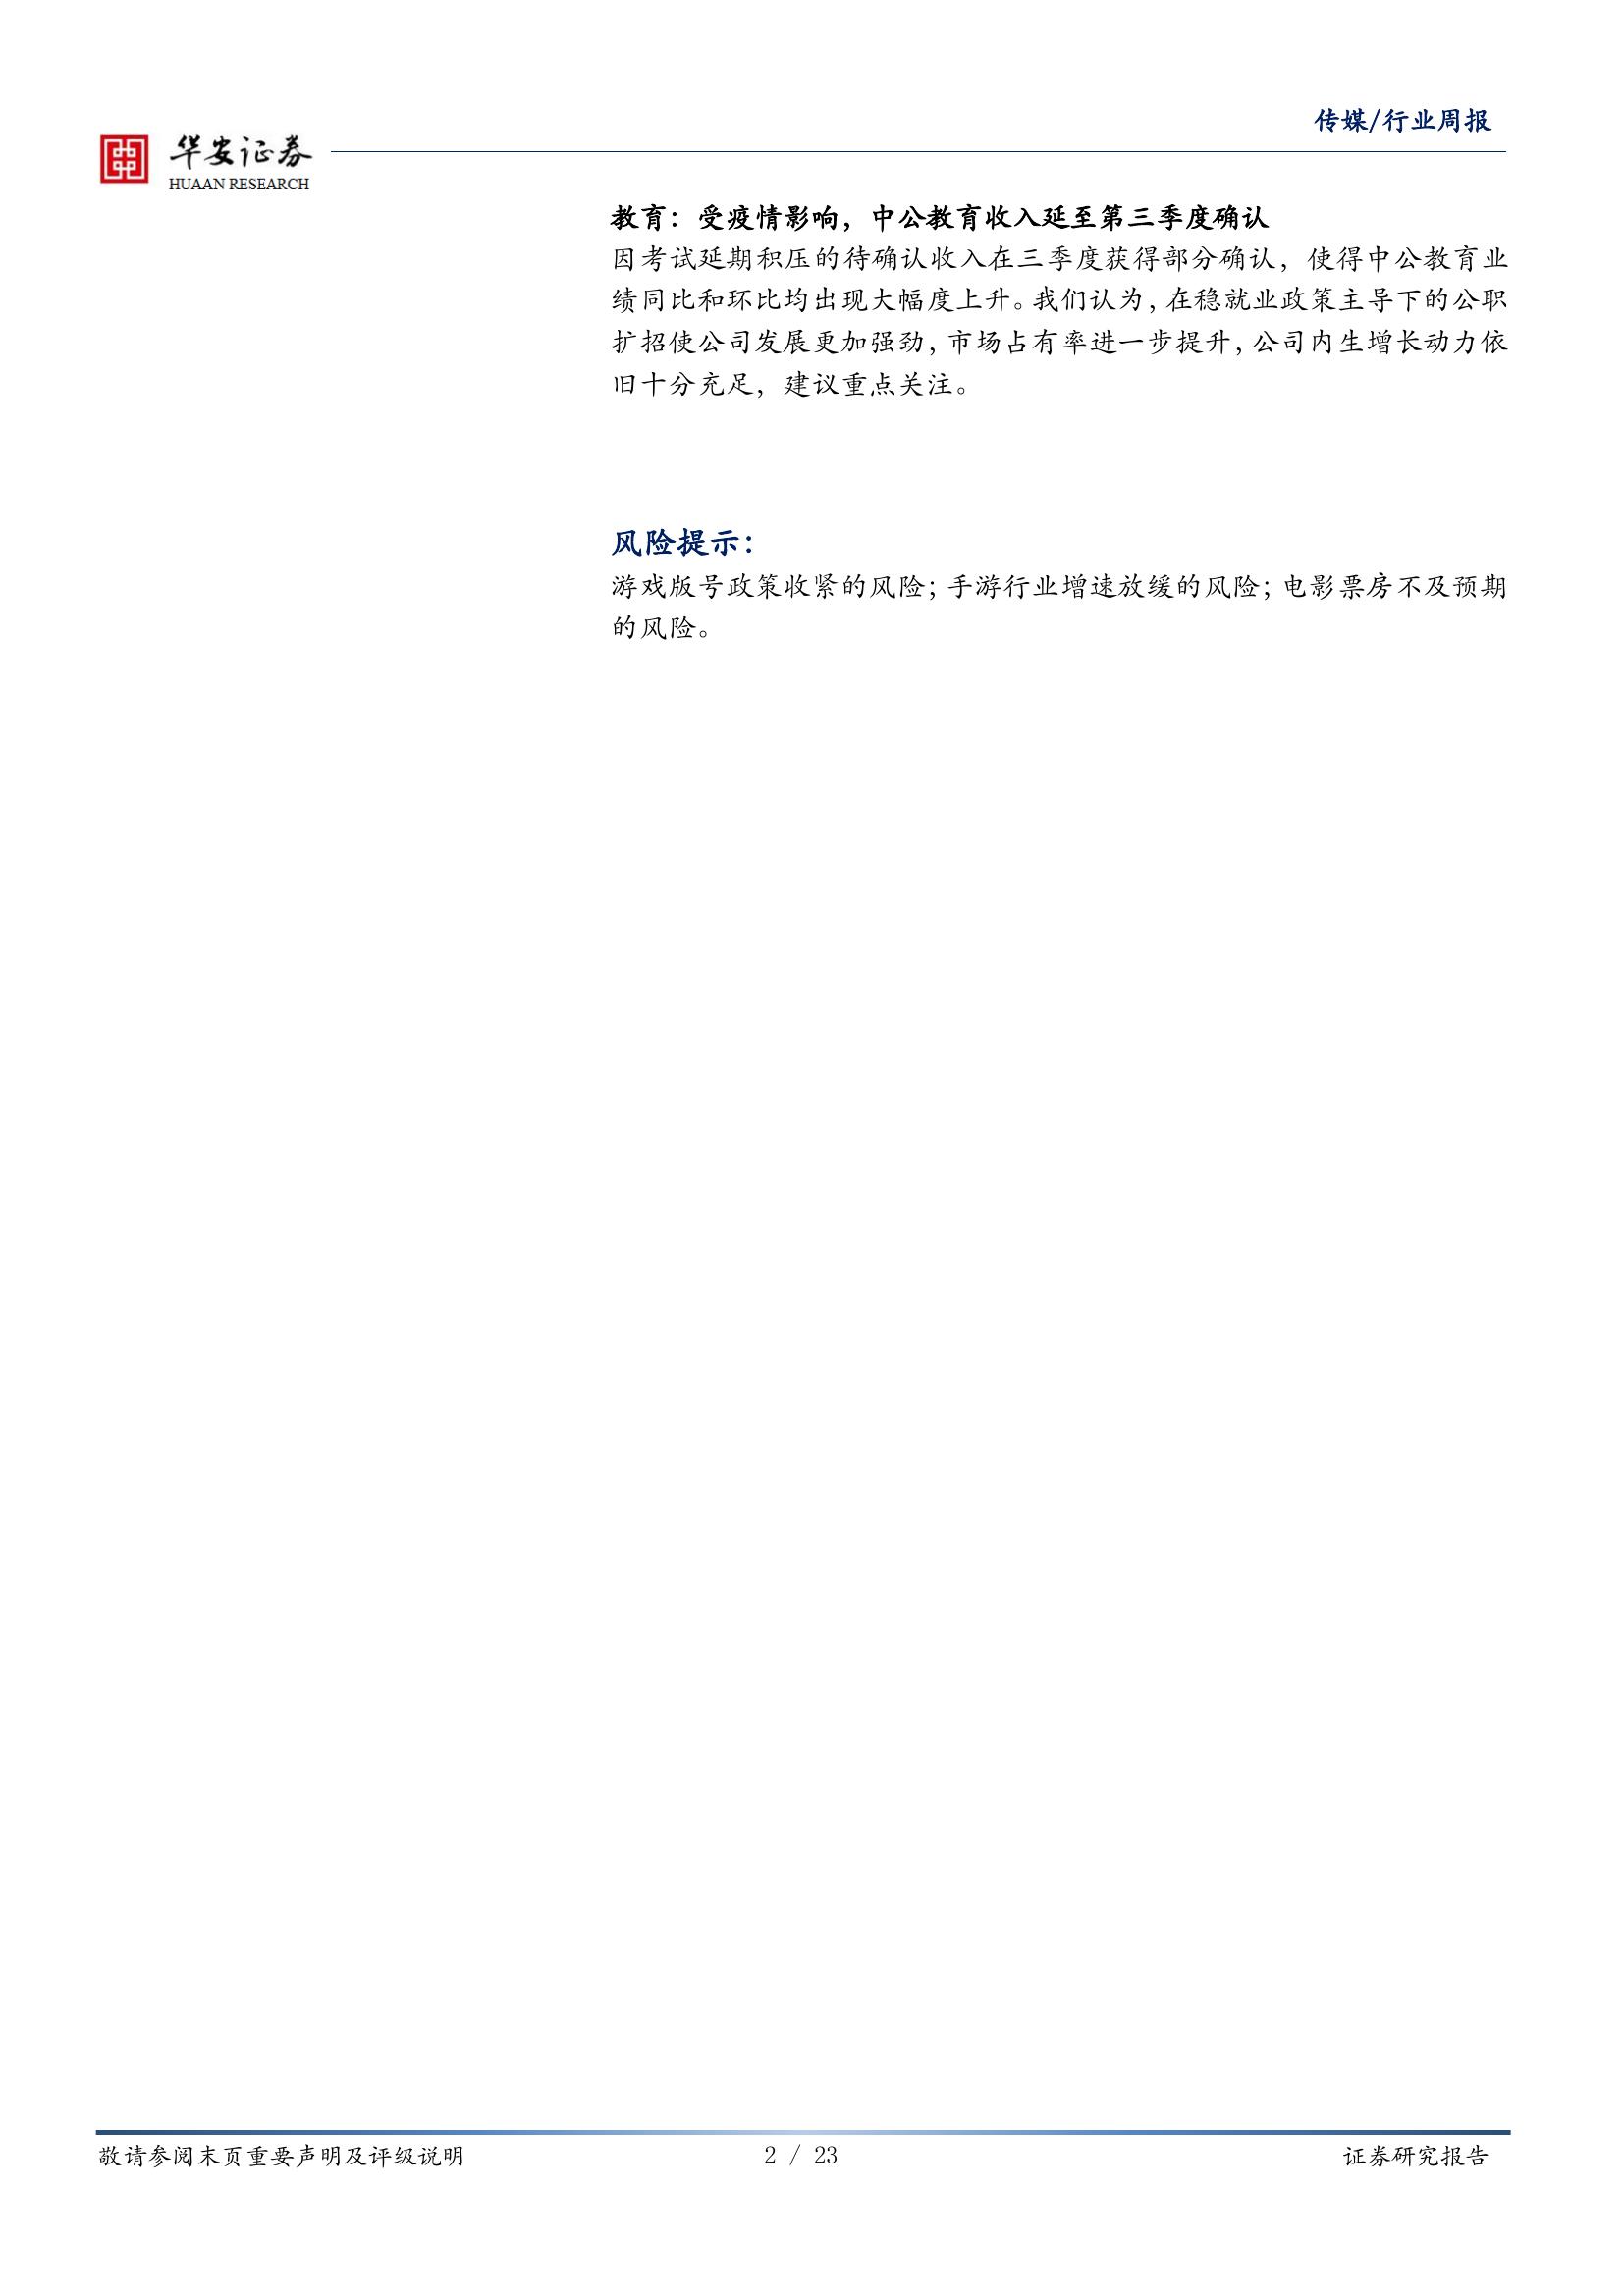 传媒/行业周报
华安证券
HUAAN RESEARCH
教育：受疫情影响，中公教育收入延至第三季度确认
因考试延期积压的待确认收入在三季度获得部分确认，使得中公教育业
绩同比和环比均出现大幅度上升。我们认为，在稳就业政策主导下的公职
扩招使公司发展更加强劲，市场占有率进一步提升，公司内生增长动力依
旧十分充足，建议重点关注。
风险提示：
游戏版号政策收紧的风险；手游行业增速放缓的风险；电影票房不及预期
的风险。
敬请参阅末页重要声明及评级说明
2 / 23
证券研究报告